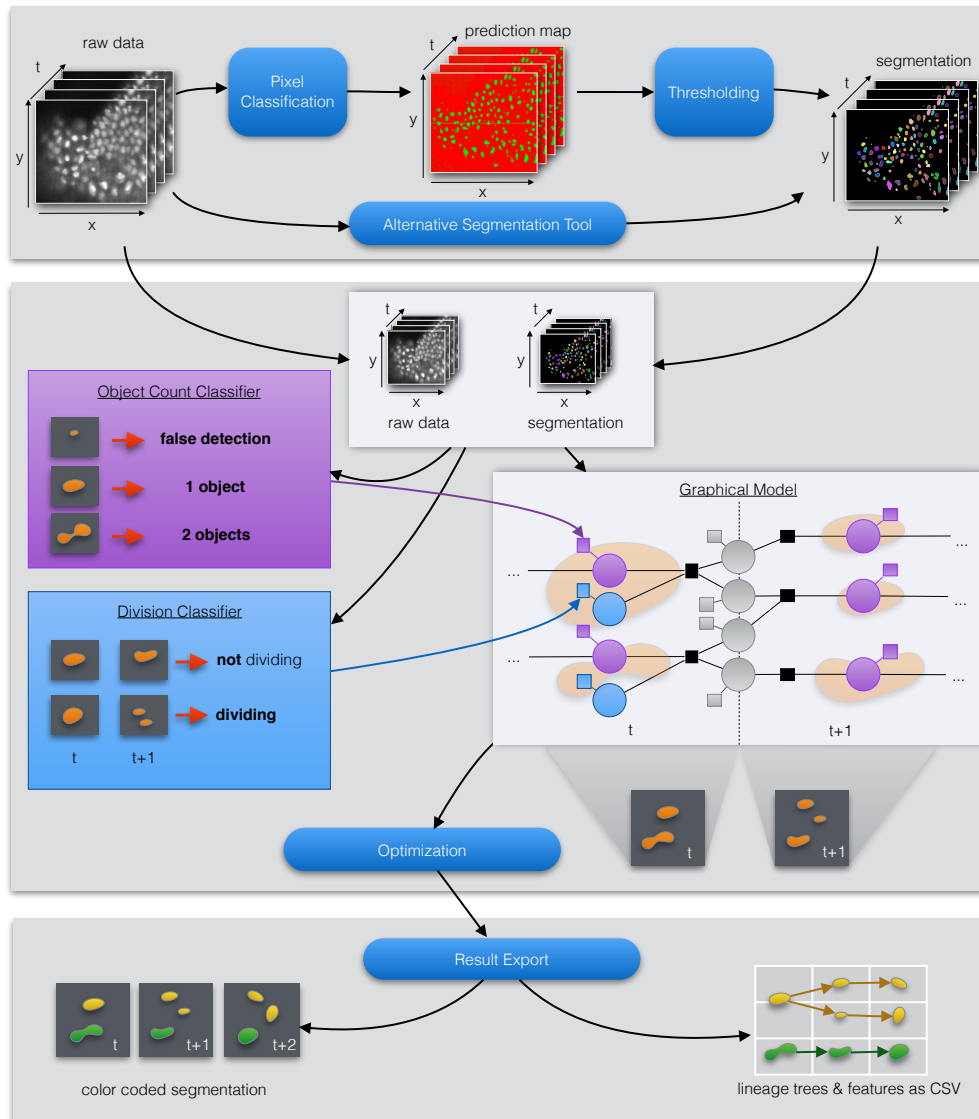 raw data
prediction map
segmentation
t
t
t
Pixel
Classification
Thresholding
y
y
y
x
x
x
Alternative Segmentation Tool
t
t
y
y
x
x
raw data
segmentation
Object Count Classifier
false detection
1 object
2 objects
Division Classifier
not dividing
dividing
t
t+1
Graphical Model
...
...
...
...
...
t
t+1
t
t+1
Optimization
Result Export
t
t+1
t+2
color coded segmentation
lineage trees & features as CSV